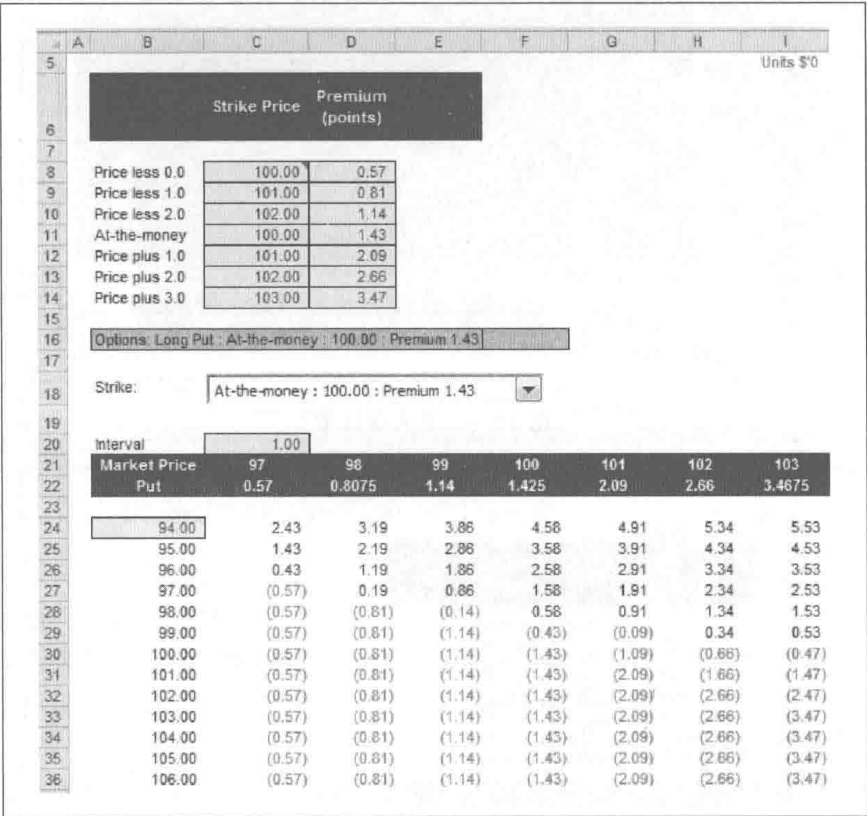 A B C D E F G H I
5 Units $'0
6 Strike Price Premium (points)
7
8 Price less 0.0 100.00 0.57
9 Price less 1.0 101.00 0.81
10 Price less 2.0 102.00 1.14
11 At-the-money 100.00 1.43
12 Price plus 1.0 101.00 2.09
13 Price plus 2.0 102.00 2.66
14 Price plus 3.0 103.00 3.47
15
16 Options: Long Put : At-the-money : 100.00 : Premium 1.43
17
18 Strike: At-the-money : 100.00 : Premium 1.43
19
20 Interval 1.00
21 Market Price 97 98 99 100 101 102 103
22 Put 0.57 0.8075 1.14 1.425 2.09 2.66 3.4675
23
24 94.00 2.43 3.19 3.86 4.58 4.91 5.34 5.53
25 95.00 1.43 2.19 2.86 3.58 3.91 4.34 4.53
26 96.00 0.43 1.19 1.86 2.58 2.91 3.34 3.53
27 97.00 (0.57) 0.19 0.86 1.58 1.91 2.34 2.53
28 98.00 (0.57) (0.81) (0.14) 0.58 0.91 1.34 1.53
29 99.00 (0.57) (0.81) (1.14) (0.43) (0.09) 0.34 0.53
30 100.00 (0.57) (0.81) (1.14) (1.43) (1.09) (0.66) (0.47)
31 101.00 (0.57) (0.81) (1.14) (1.43) (2.09) (1.66) (1.47)
32 102.00 (0.57) (0.81) (1.14) (1.43) (2.09) (2.66) (2.47)
33 103.00 (0.57) (0.81) (1.14) (1.43) (2.09) (2.66) (3.47)
34 104.00 (0.57) (0.81) (1.14) (1.43) (2.09) (2.66) (3.47)
35 105.00 (0.57) (0.81) (1.14) (1.43) (2.09) (2.66) (3.47)
36 106.00 (0.57) (0.81) (1.14) (1.43) (2.09) (2.66) (3.47)